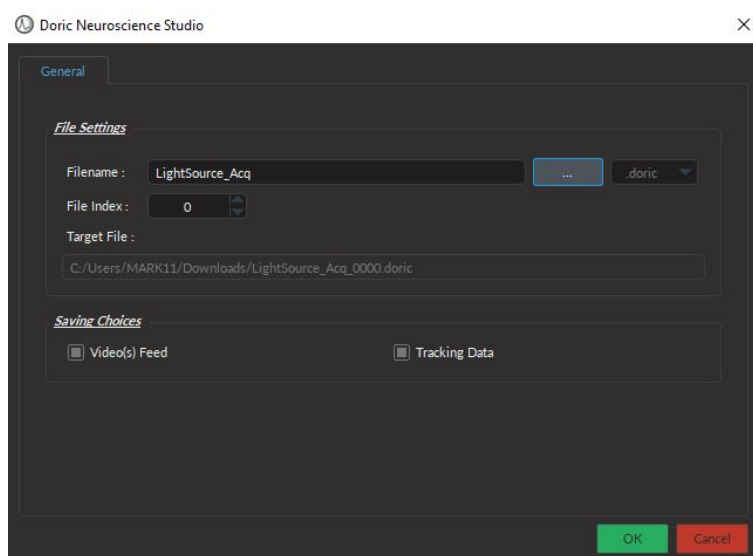 Doric Neuroscience Studio
General
File Settings
Filename : LightSource_Acq ... .doric
File Index : 0
Target File :
C:/Users/MARK11/Downloads/LightSource_Acq_0000.doric
Saving Choices
Video(s) Feed Tracking Data
OK Cancel